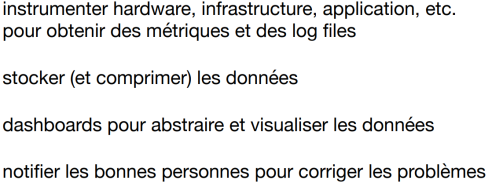 instrumenter hardware, infrastructure, application, etc.
pour obtenir des métriques et des log files
stocker (et comprimer) les données
dashboards pour abstraire et visualiser les données
notifier les bonnes personnes pour corriger les problèmes